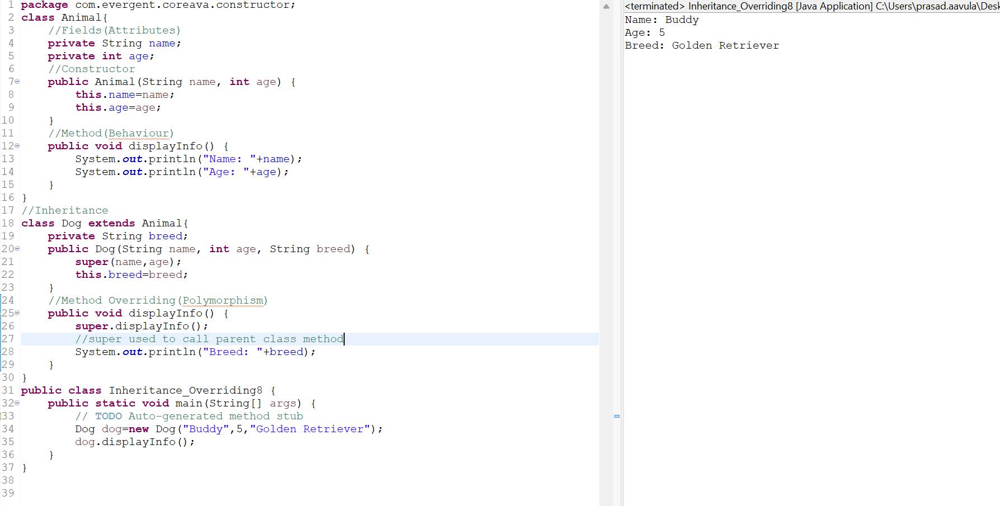 1 package com.evergent.coreava.constructor;
2 class Animal{
3 //Fields(Attributes)
4 private String name;
5 private int age;
6 //Constructor
7 public Animal(String name, int age) {
8 this.name=name;
9 this.age=age;
10 }
11 //Method(Behaviour)
12 public void displayInfo() {
13 System.out.println("Name: "+name);
14 System.out.println("Age: "+age);
15 }
16 }
17 //Inheritance
18 class Dog extends Animal{
19 private String breed;
20 public Dog(String name, int age, String breed) {
21 super(name,age);
22 this.breed=breed;
23 }
24 //Method Overriding(Polymorphism)
25 public void displayInfo() {
26 super.displayInfo();
27 //super used to call parent class method
28 System.out.println("Breed: "+breed);
29 }
30 }
31 public class Inheritance_Overriding8 {
32 public static void main(String[] args) {
33 // TODO Auto-generated method stub
34 Dog dog=new Dog("Buddy",5,"Golden Retriever");
35 dog.displayInfo();
36 }
37 }
38
39
<terminated> Inheritance_Overriding8 [Java Application] C:\Users\prasad.aavula\Desk
Name: Buddy
Age: 5
Breed: Golden Retriever